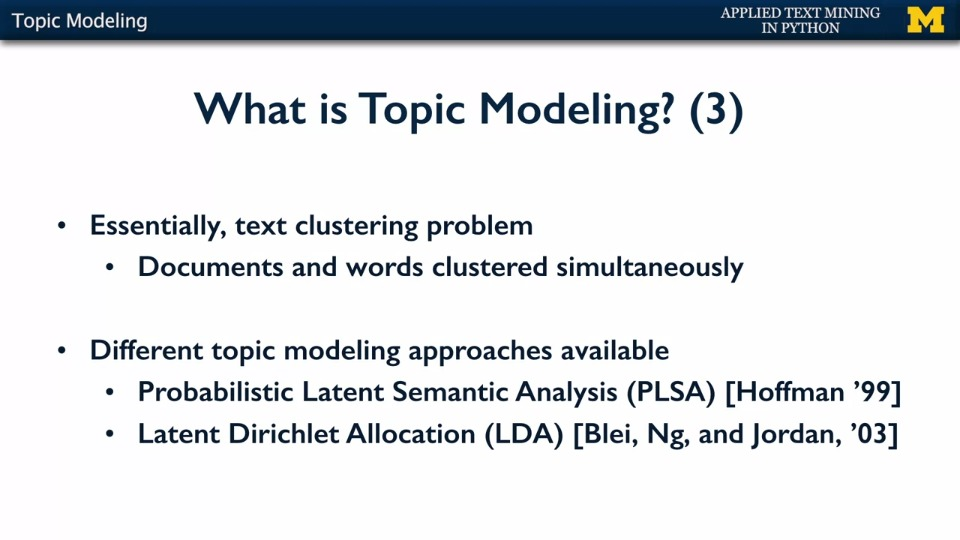 Topic Modeling
APPLIED TEXT MINING
IN PYTHON
M
What is Topic Modeling? (3)
• Essentially, text clustering problem
• Documents and words clustered simultaneously
• Different topic modeling approaches available
• Probabilistic Latent Semantic Analysis (PLSA) [Hoffman ’99]
• Latent Dirichlet Allocation (LDA) [Blei, Ng, and Jordan, ’03]